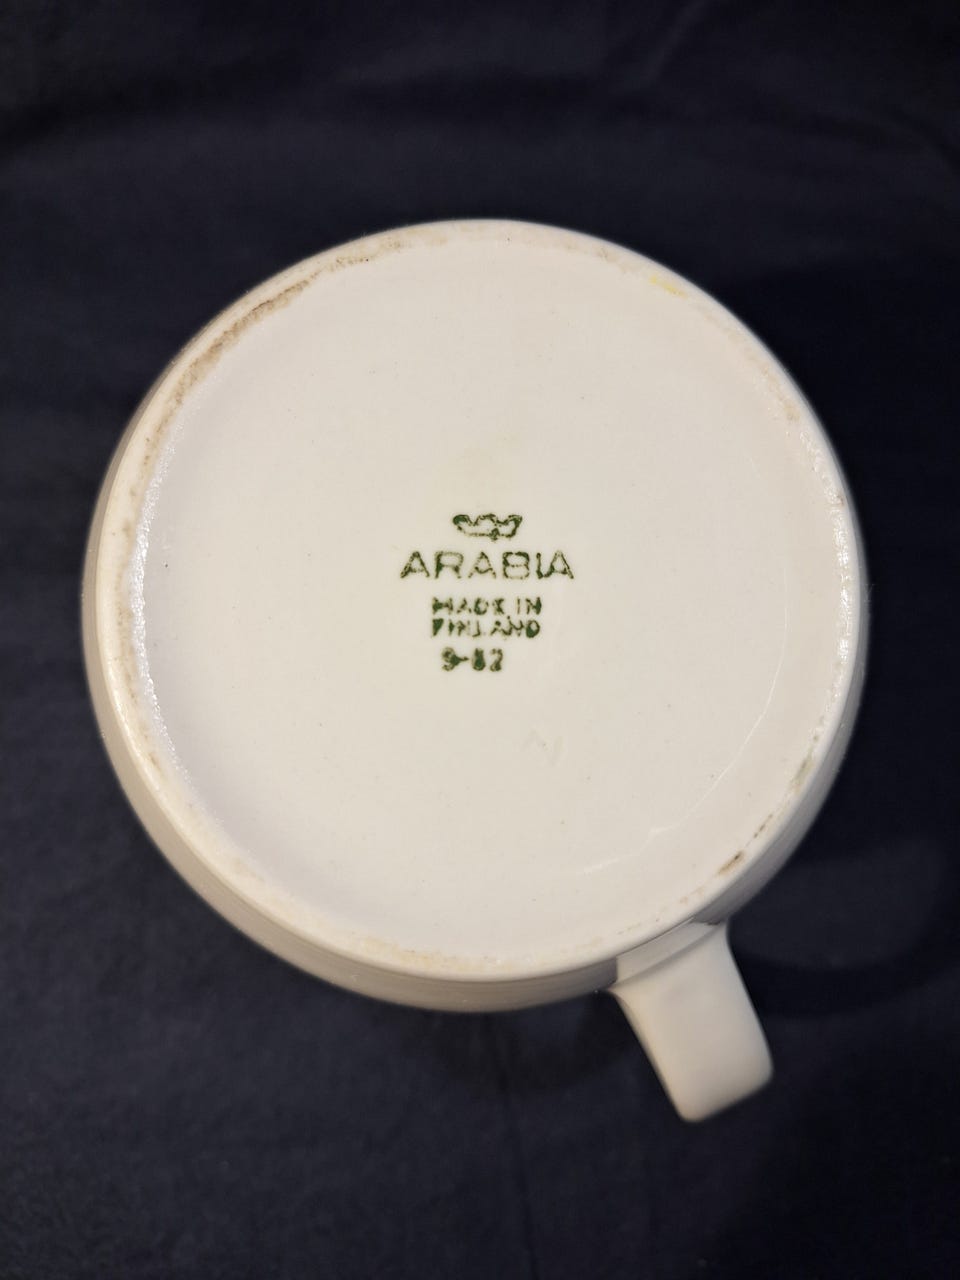 ARABIA
MADE IN
FINLAND
9-82